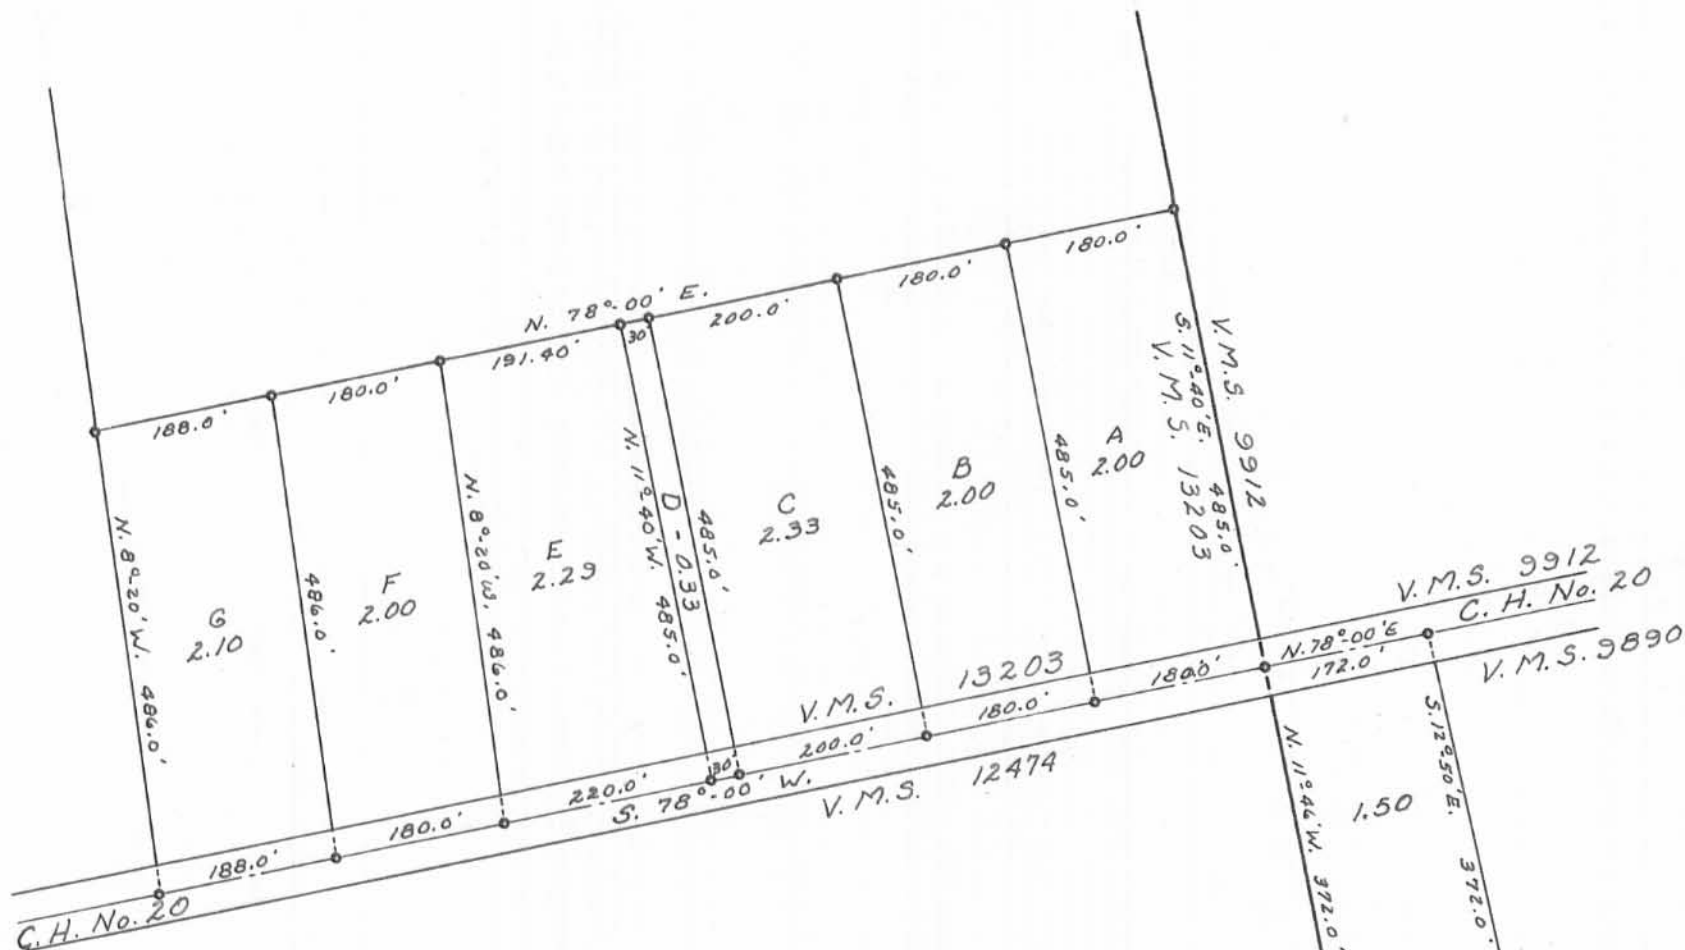 N. 78°-00' E.
188.0'
180.0'
191.40'
30'
200.0'
180.0'
180.0'
N. 8°-20' W. 486.0'
G
2.10
486.0'
F
2.00
N. 8°-20' W. 486.0'
E
2.29
N. 11°-40' W. 485.0'
D - 0.33
485.0'
C
2.33
485.0'
B
2.00
485.0'
A
2.00
V. M. S. 13203
S. 11°-40' E. 485.0'
V. M. S. 9912
188.0'
180.0'
220.0'
30'
200.0'
180.0'
180.0'
V. M. S. 13203
S. 78°-00' W.
V. M. S. 12474
C. H. No. 20
N. 78°-00' E
172.0'
V. M. S. 9912
C. H. No. 20
V. M. S. 9890
N. 11°-46' W. 372.0'
1.50
S. 12°-50' E. 372.0'